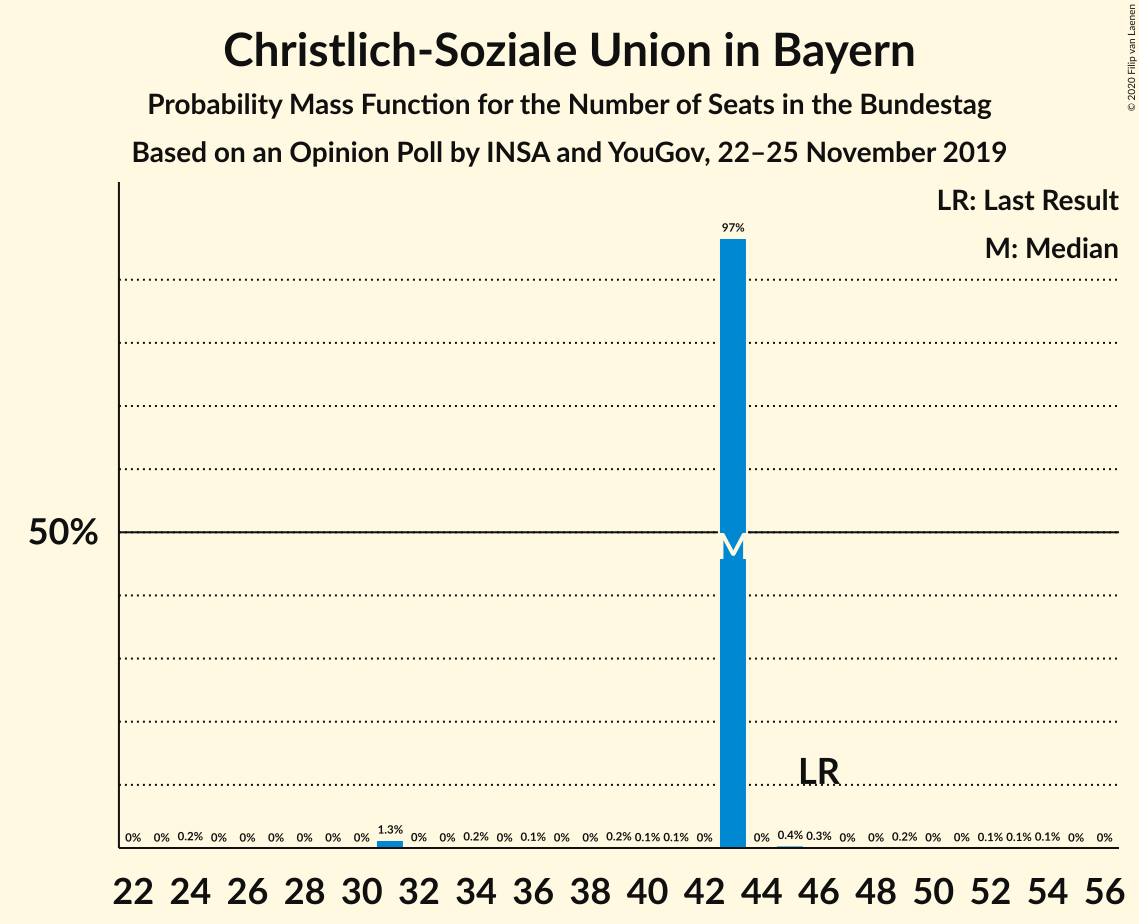 Christlich-Soziale Union in Bayern
Probability Mass Function for the Number of Seats in the Bundestag
Based on an Opinion Poll by INSA and YouGov, 22–25 November 2019
© 2020 Filip van Laenen
LR: Last Result
M: Median
97%
50%
M
LR
0% 0% 0.2% 0% 0% 0% 0% 0% 0% 1.3% 0% 0% 0.2% 0% 0.1% 0% 0% 0.2% 0.1% 0.1% 0% 0% 0.4% 0.3% 0% 0% 0.2% 0% 0% 0.1% 0.1% 0.1% 0% 0%
22 24 26 28 30 32 34 36 38 40 42 44 46 48 50 52 54 56